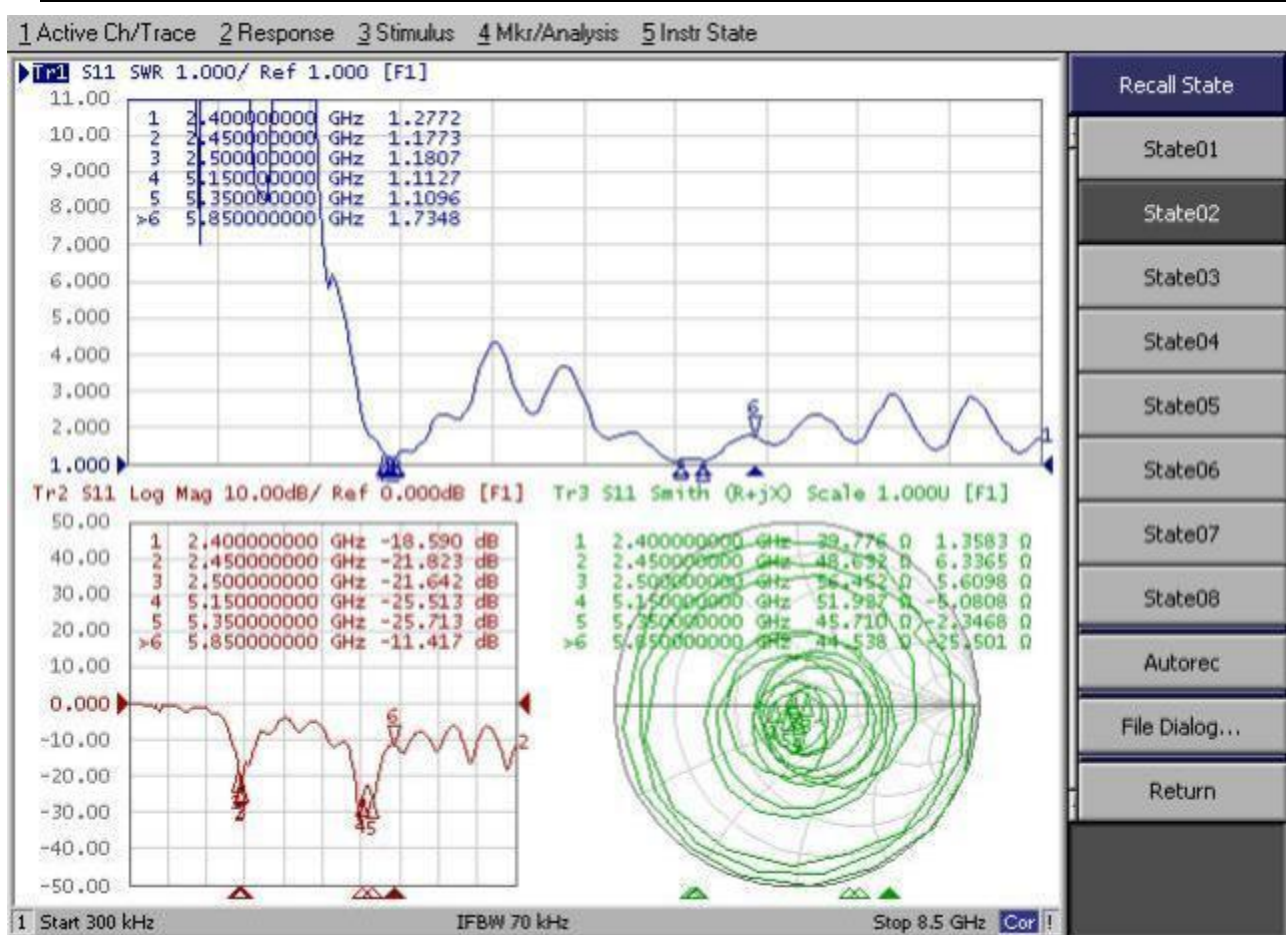 1 Active Ch/Trace 2 Response 3 Stimulus 4 Mkr/Analysis 5 Instr State
Tr1 S11 SWR 1.000/ Ref 1.000 [F1]
11.00
10.00
9.000
8.000
7.000
6.000
5.000
4.000
3.000
2.000
1.000
1 2.400000000 GHz 1.2772
2 2.450000000 GHz 1.1773
3 2.500000000 GHz 1.1807
4 5.150000000 GHz 1.1127
5 5.350000000 GHz 1.1096
>6 5.850000000 GHz 1.7348
6
1
Tr2 S11 Log Mag 10.00dB/ Ref 0.000dB [F1]
50.00
40.00
30.00
20.00
10.00
0.000
-10.00
-20.00
-30.00
-40.00
-50.00
1 2.400000000 GHz -18.590 dB
2 2.450000000 GHz -21.823 dB
3 2.500000000 GHz -21.642 dB
4 5.150000000 GHz -25.513 dB
5 5.350000000 GHz -25.713 dB
>6 5.850000000 GHz -11.417 dB
6
2
2
45
Tr3 S11 Smith (R+jX) Scale 1.000U [F1]
1 2.400000000 GHz 39.776 Ω 1.3583 Ω
2 2.450000000 GHz 48.692 Ω 6.3365 Ω
3 2.500000000 GHz 56.452 Ω 5.6098 Ω
4 5.150000000 GHz 51.987 Ω -5.0808 Ω
5 5.350000000 GHz 45.710 Ω -2.3468 Ω
>6 5.850000000 GHz 44.538 Ω -25.501 Ω
1 Start 300 kHz IFBW 70 kHz Stop 8.5 GHz Cor !
Recall State
State01
State02
State03
State04
State05
State06
State07
State08
Autorec
File Dialog...
Return